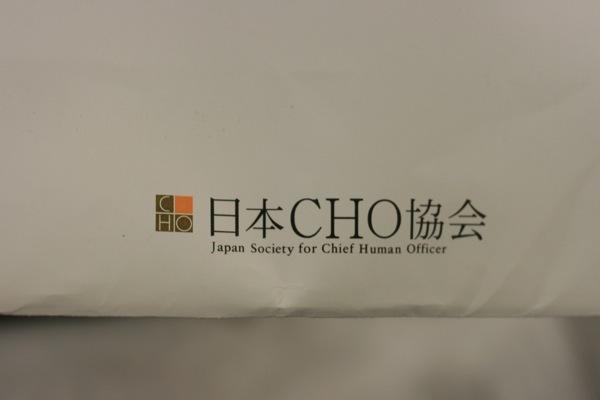 CHO
日本CHO協会
Japan Society for Chief Human Officer